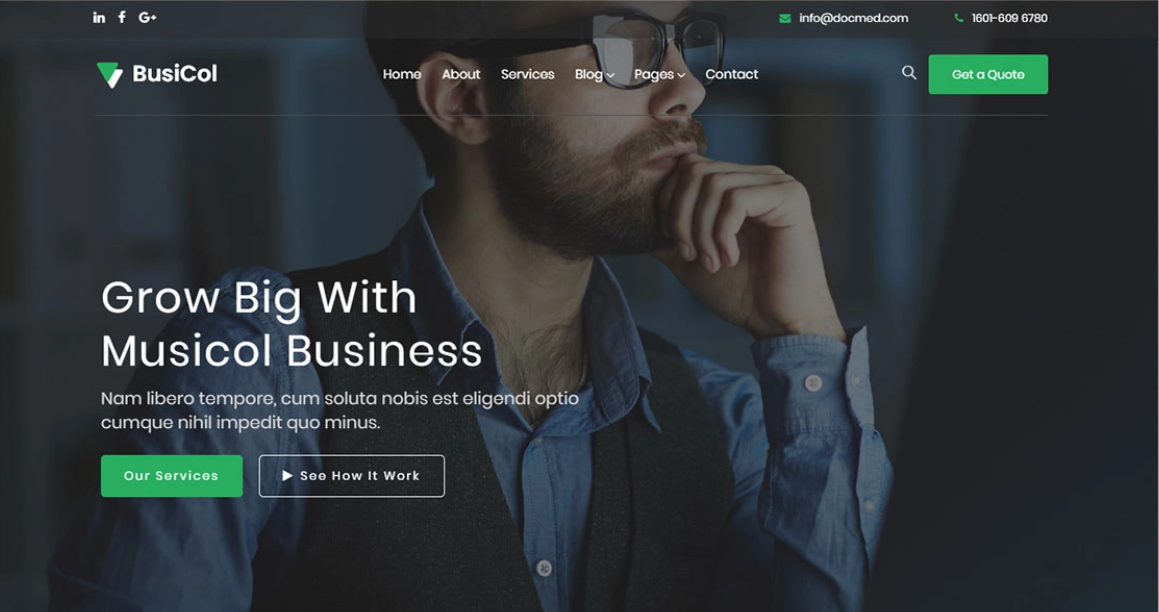 in f G+
info@docmed.com
1601-609 6780
BusiCol
Home About Services Blog Pages Contact
Get a Quote
Grow Big With
Musicol Business
Nam libero tempore, cum soluta nobis est eligendi optio
cumque nihil impedit quo minus.
Our Services
See How It Work